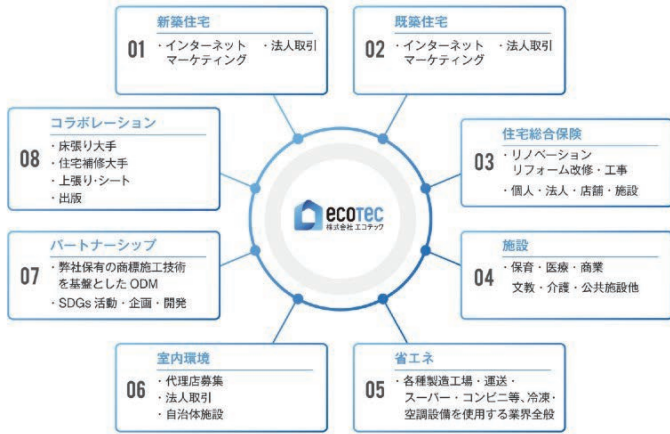 新築住宅
01
・インターネット ・法人取引
マーケティング
既築住宅
02
・インターネット ・法人取引
マーケティング
住宅総合保険
03
・リノベーション
リフォーム改修・工事
・個人・法人・店舗・施設
施設
04
・保育・医療・商業
文教・介護・公共施設他
省エネ
05
・各種製造工場・運送・
スーパー・コンビニ等、冷凍・
空調設備を使用する業界全般
室内環境
06
・代理店募集
・法人取引
・自治体施設
パートナーシップ
07
・弊社保有の商標施工技術
を基盤とした ODM
・SDGs 活動・企画・開発
コラボレーション
08
・床張り大手
・住宅補修大手
・上張り・シート
・出版
ecotec
株式会社 エコテック